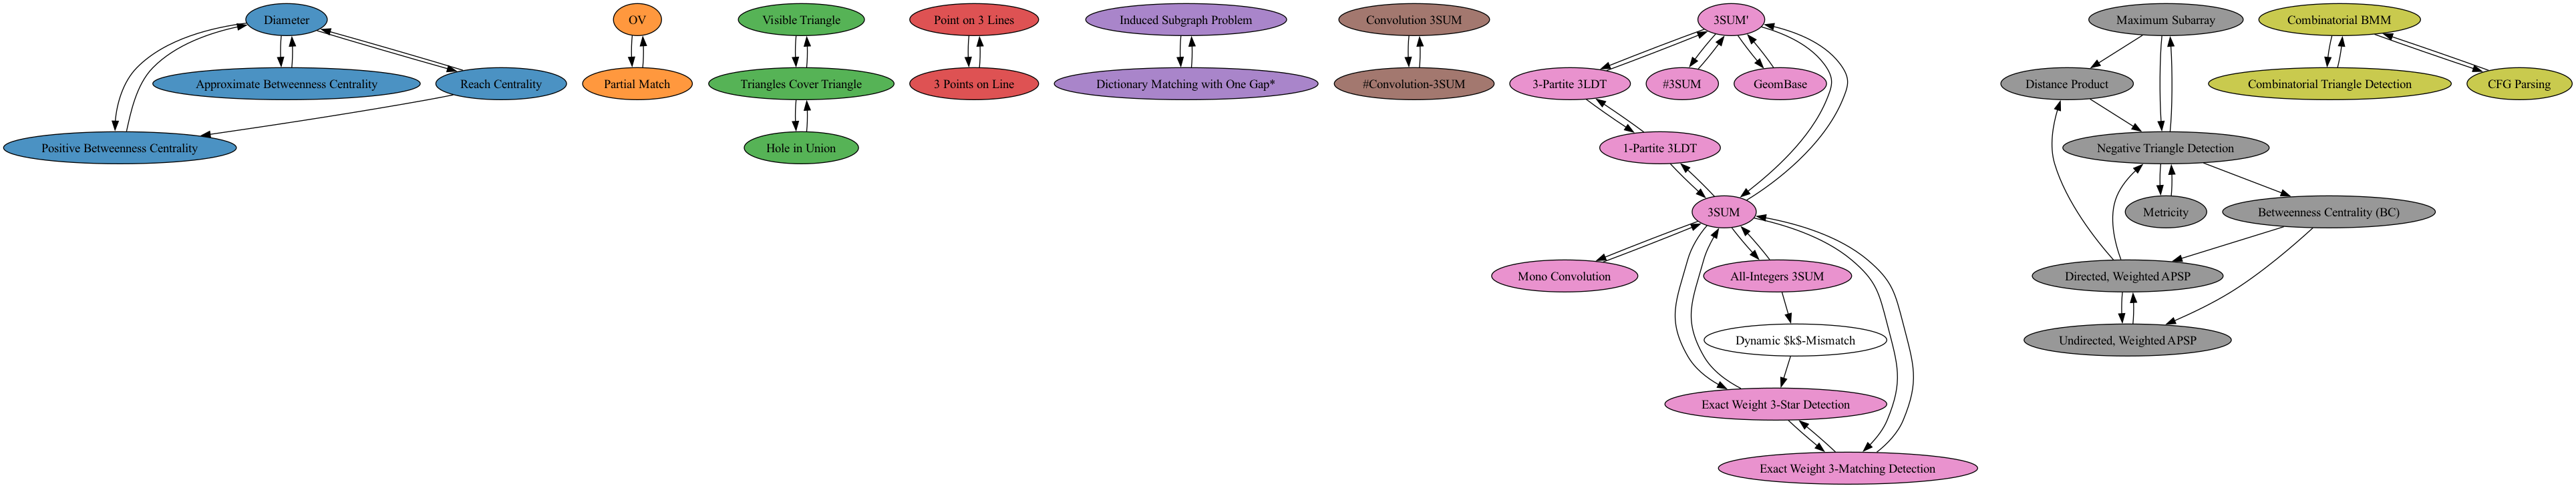 Diameter
OV
Visible Triangle
Point on 3 Lines
Induced Subgraph Problem
Convolution 3SUM
3SUM'
Maximum Subarray
Combinatorial BMM
Approximate Betweenness Centrality
Reach Centrality
Partial Match
Triangles Cover Triangle
3 Points on Line
Dictionary Matching with One Gap*
#Convolution-3SUM
3-Partite 3LDT
#3SUM
GeomBase
Distance Product
Combinatorial Triangle Detection
CFG Parsing
Positive Betweenness Centrality
Hole in Union
1-Partite 3LDT
Negative Triangle Detection
3SUM
Metricity
Betweenness Centrality (BC)
Mono Convolution
All-Integers 3SUM
Directed, Weighted APSP
Dynamic $k$-Mismatch
Undirected, Weighted APSP
Exact Weight 3-Star Detection
Exact Weight 3-Matching Detection